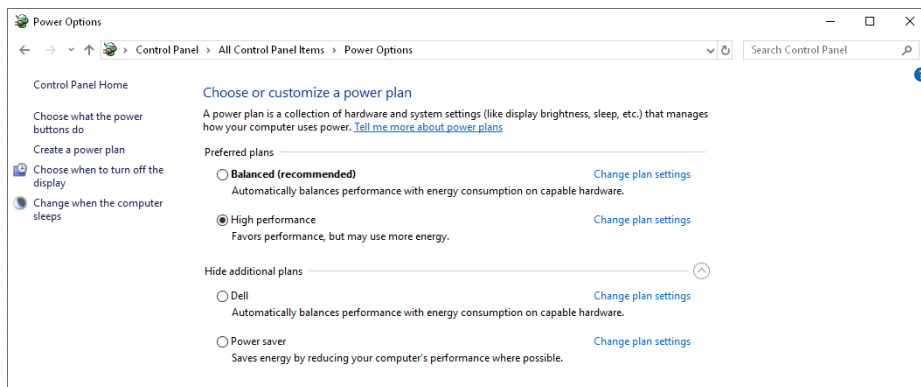 Power Options
Control Panel > All Control Panel Items > Power Options
Search Control Panel
Control Panel Home
Choose what the power
buttons do
Create a power plan
Choose when to turn off the
display
Change when the computer
sleeps
Choose or customize a power plan
A power plan is a collection of hardware and system settings (like display brightness, sleep, etc.) that manages
how your computer uses power. Tell me more about power plans
Preferred plans
Balanced (recommended) Change plan settings
Automatically balances performance with energy consumption on capable hardware.
High performance Change plan settings
Favors performance, but may use more energy.
Hide additional plans
Dell Change plan settings
Automatically balances performance with energy consumption on capable hardware.
Power saver Change plan settings
Saves energy by reducing your computer's performance where possible.